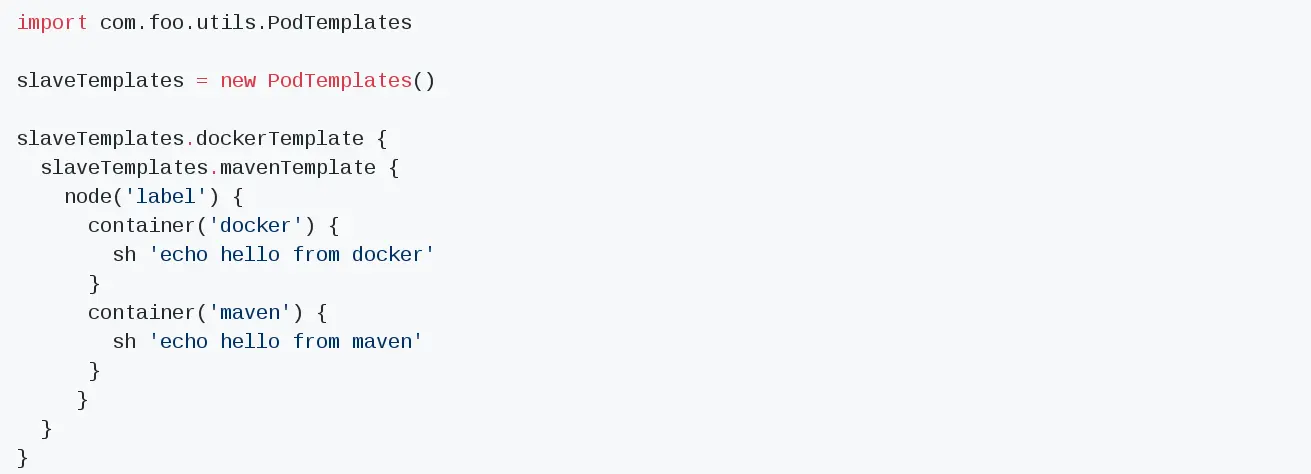 import com.foo.utils.PodTemplates

slaveTemplates = new PodTemplates()

slaveTemplates.dockerTemplate {
  slaveTemplates.mavenTemplate {
    node('label') {
      container('docker') {
        sh 'echo hello from docker'
      }
      container('maven') {
        sh 'echo hello from maven'
      }
     }
  }
}